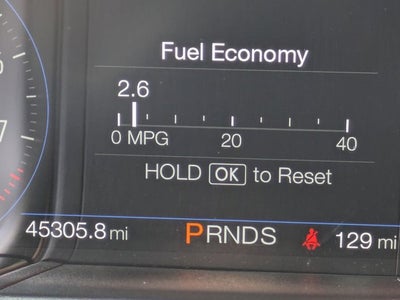 Fuel Economy
2.6
0 MPG 20 40
HOLD OK to Reset
45305.8 mi PRNDS 129 mi